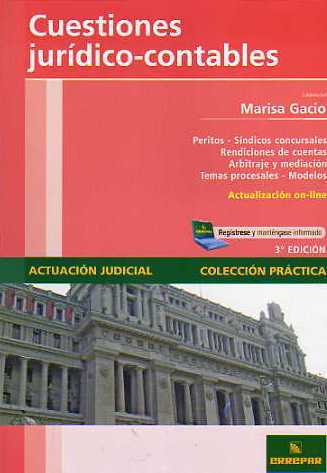 Cuestiones
jurídico-contables
Marisa Gacio
Peritos - Síndicos concursales
Rendiciones de cuentas
Arbitraje y mediación
Temas procesales - Modelos
Actualización on-line
Regístrese y manténgase informado
3ª EDICIÓN
ACTUACIÓN JUDICIAL COLECCIÓN PRÁCTICA
ERREPAR